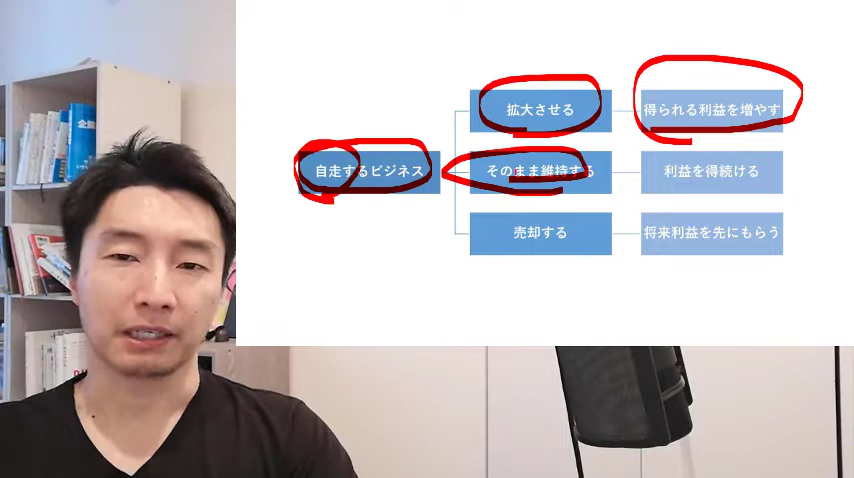 自走するビジネス
拡大させる
得られる利益を増やす
そのまま維持する
利益を得続ける
売却する
将来利益を先にもらう